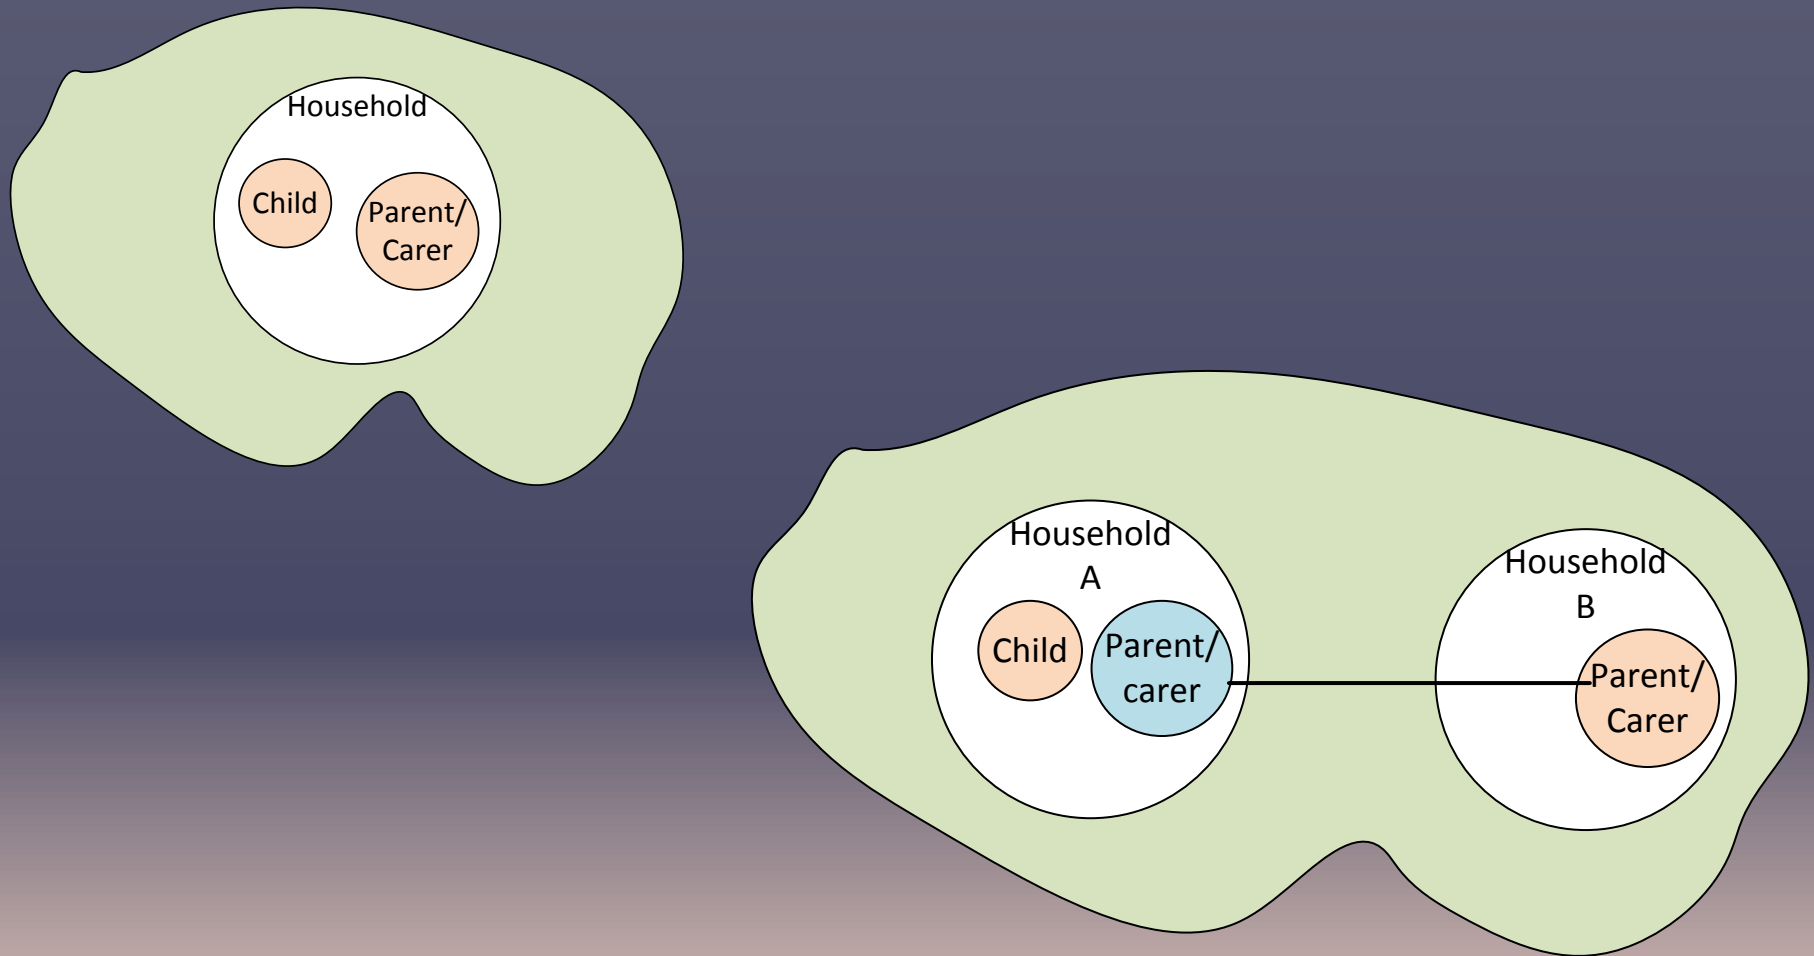 Household
Child
Parent/
Carer
Household
A
Child
Parent/
carer
Household
B
Parent/
Carer